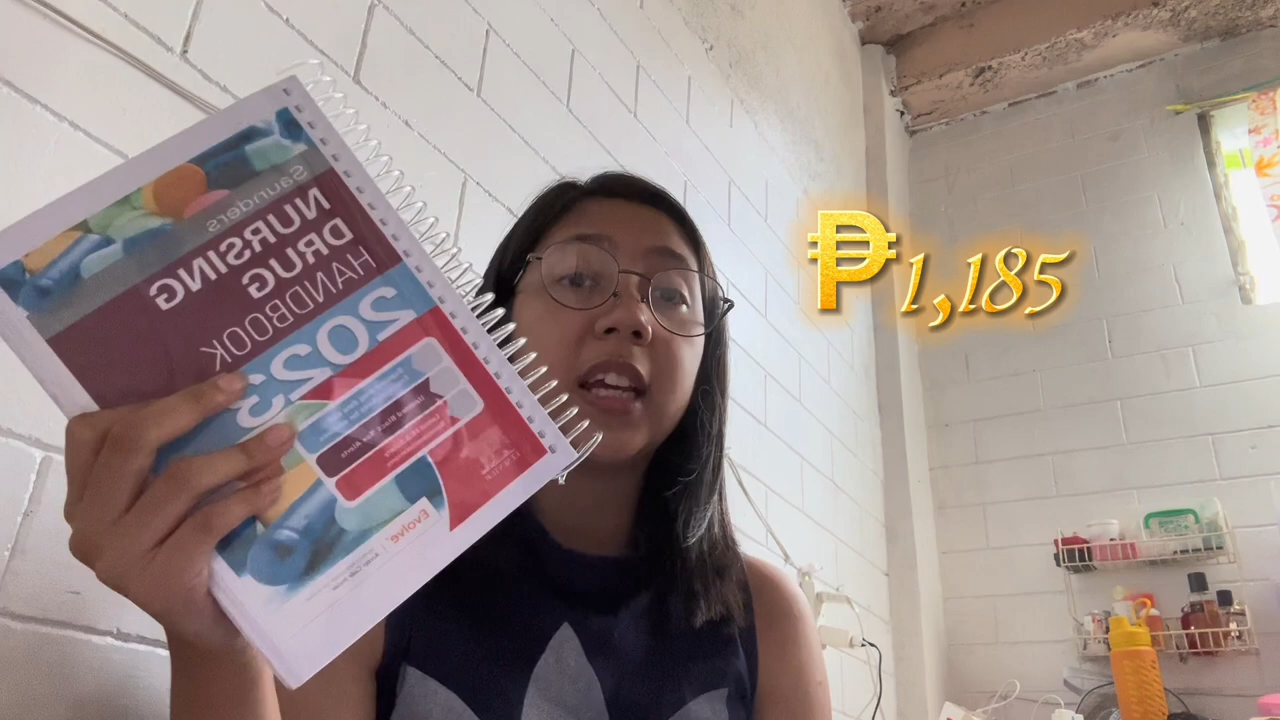 Saunders
NURSING
DRUG
HANDBOOK
2023
Evolve
₱1,185